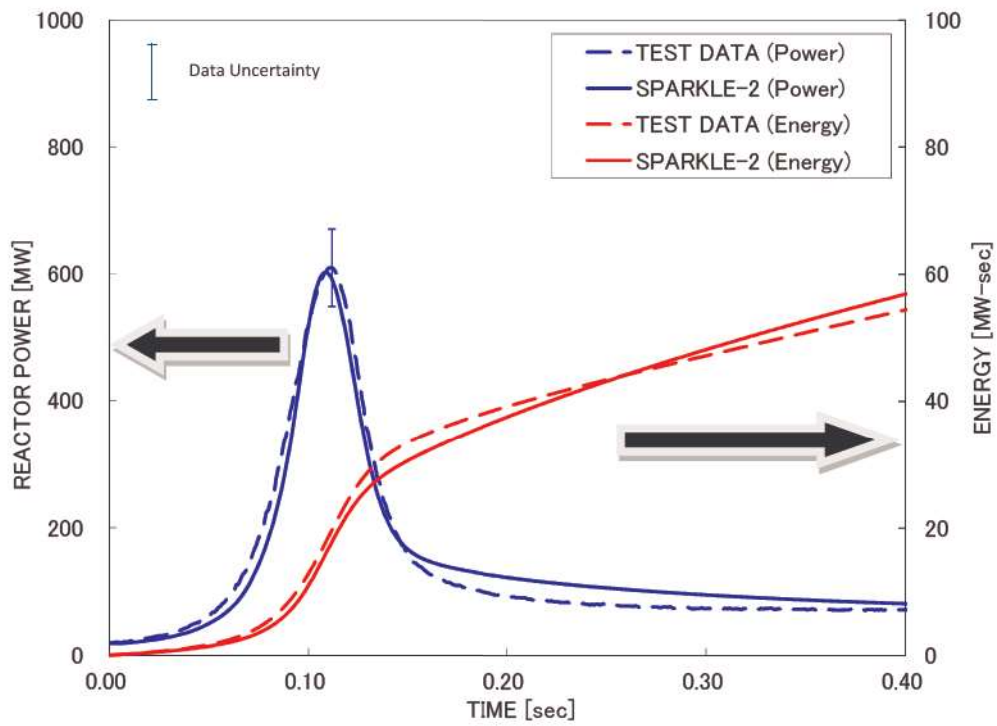 1000
800
600
400
200
0
REACTOR POWER [MW]
Data Uncertainty
TEST DATA (Power)
SPARKLE-2 (Power)
TEST DATA (Energy)
SPARKLE-2 (Energy)
100
80
60
40
20
0
ENERGY [MW-sec]
0.00 0.10 0.20 0.30 0.40
TIME [sec]